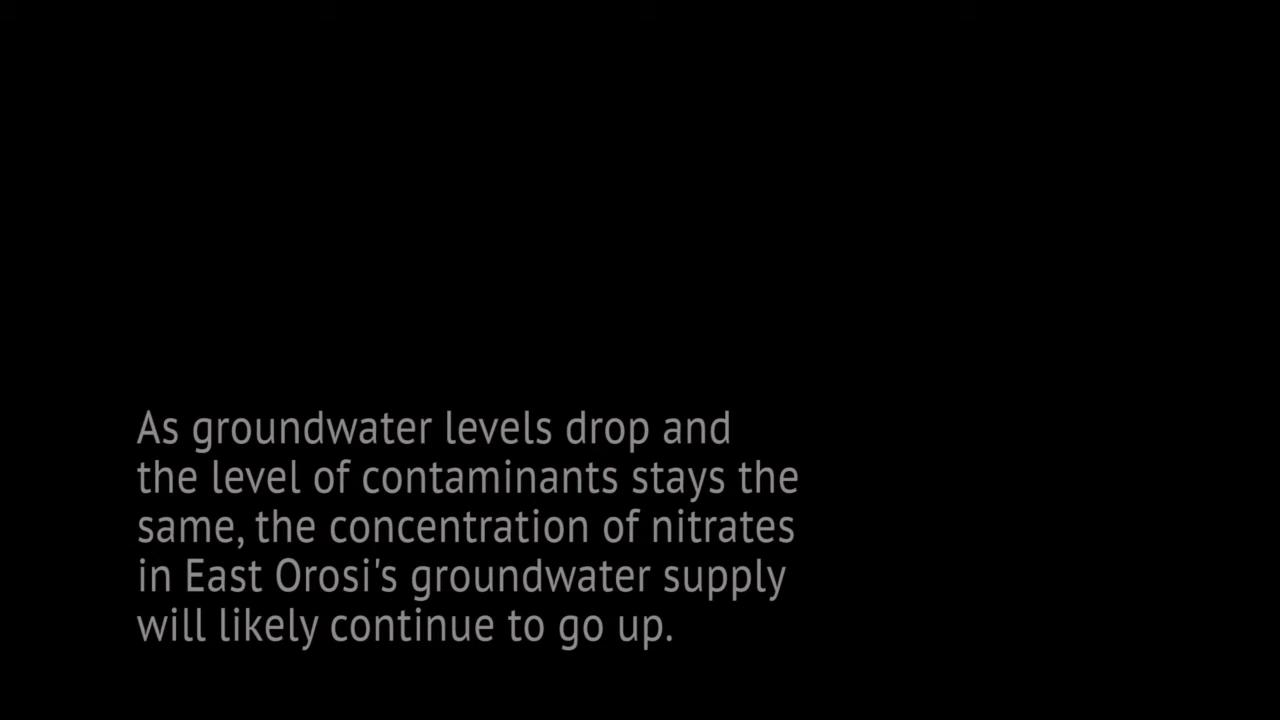 As groundwater levels drop and
the level of contaminants stays the
same, the concentration of nitrates
in East Orosi's groundwater supply
will likely continue to go up.